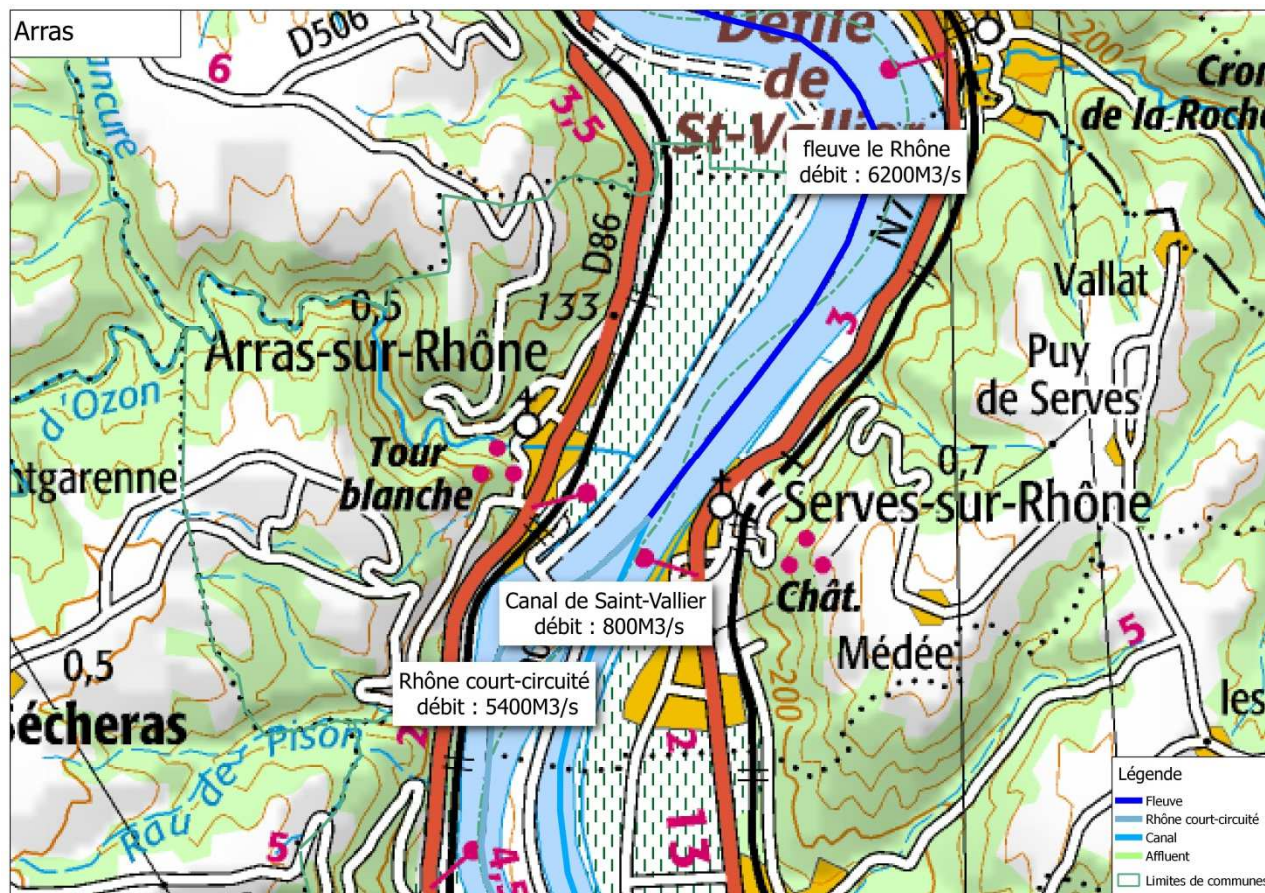 Arras
D506
6
Défilé
de
St-Vallier
200
Cron
de la Roche
3,5
fleuve le Rhône
débit : 6200M3/s
N7
D86
Vallat
0,5
133
3
Arras-sur-Rhône
Puy
de Serves
d'Ozon
Tour
blanche
0,7
Serves-sur-Rhône
Chât.
Canal de Saint-Vallier
débit : 800M3/s
Médée
5
0,5
Rhône court-circuité
débit : 5400M3/s
200
les
Sécheras
Rau de Pison
2
2
5
13
Légende
Fleuve
Rhône court-circuité
Canal
Affluent
Limites de communes